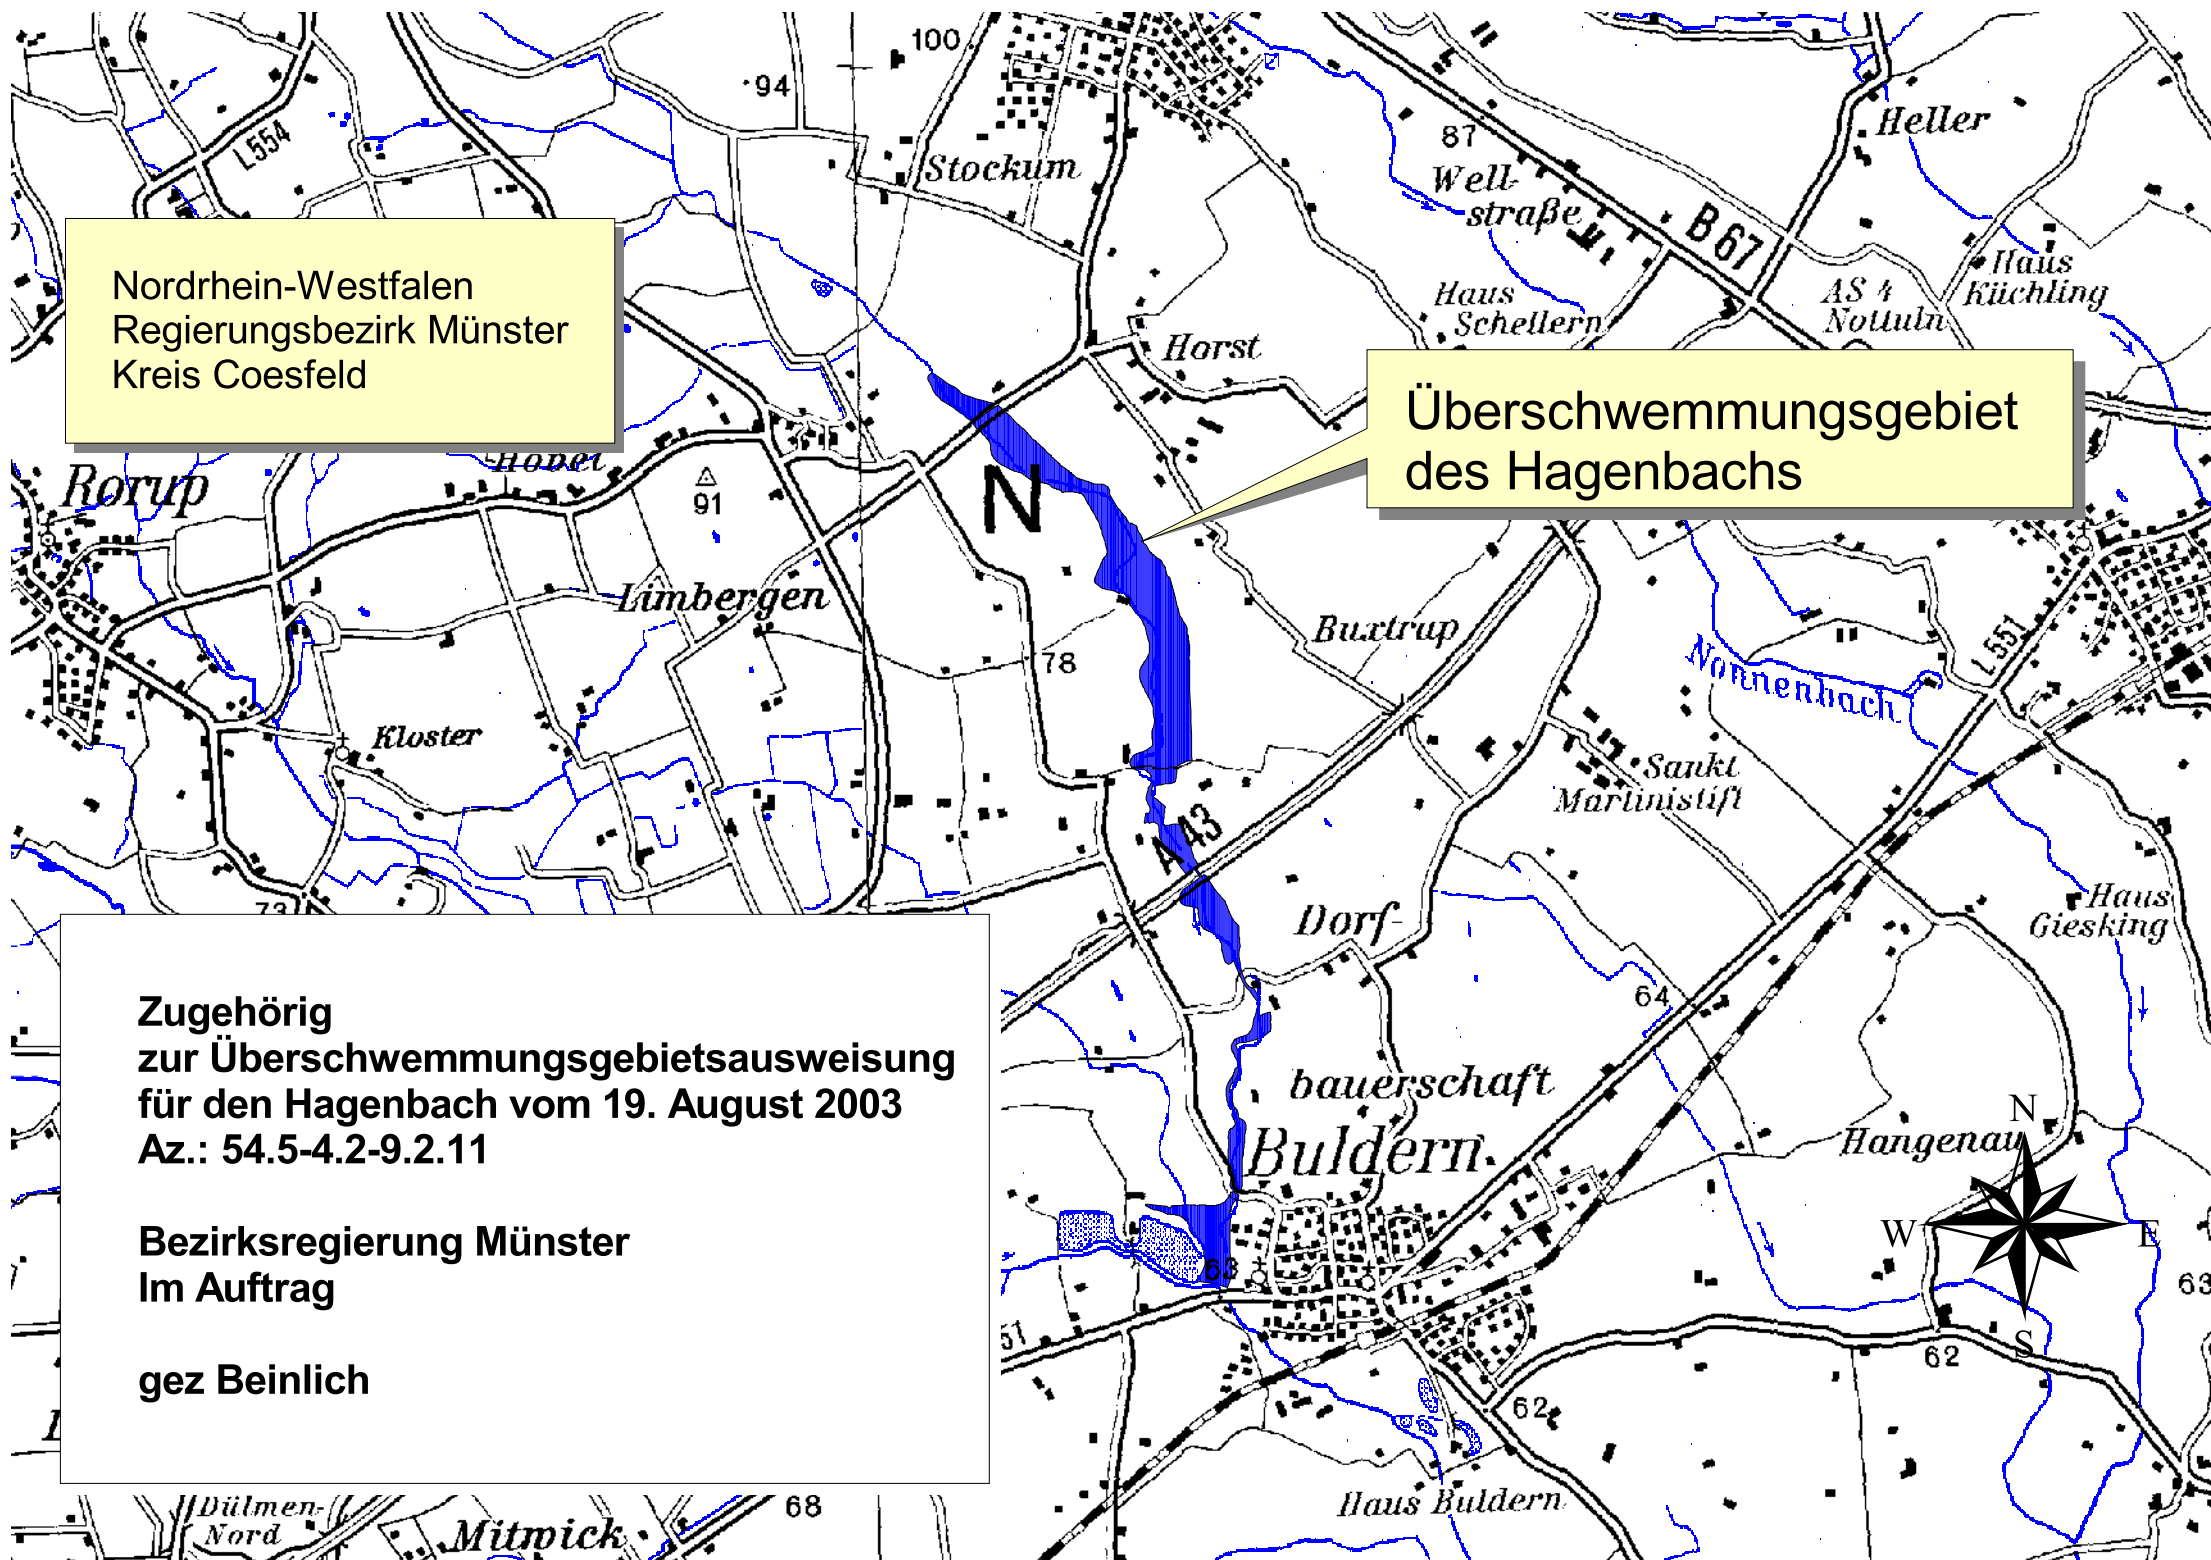 100
94
87
Heller
L554
Stockum
Well-
straße
B 67
Haus
Küchling
Nordrhein-Westfalen
Regierungsbezirk Münster
Kreis Coesfeld
Haus
Schellern
AS 4
Nottuln
Horst
Überschwemmungsgebiet
des Hagenbachs
Rorup
91
N
Limbergen
Buxtrup
78
L 551
Nonnenbach
Kloster
Sankt
Martinistift
A 43
73
Haus
Giesking
Dorf-
64
bauerschaft
Buldern
Hangenau
N
W
E
S
Zugehörig
zur Überschwemmungsgebietsausweisung
für den Hagenbach vom 19. August 2003
Az.: 54.5-4.2-9.2.11
Bezirksregierung Münster
Im Auftrag
gez Beinlich
63
63
51
62
62
Haus Buldern
Dülmen-
Nord
Mitwick
68